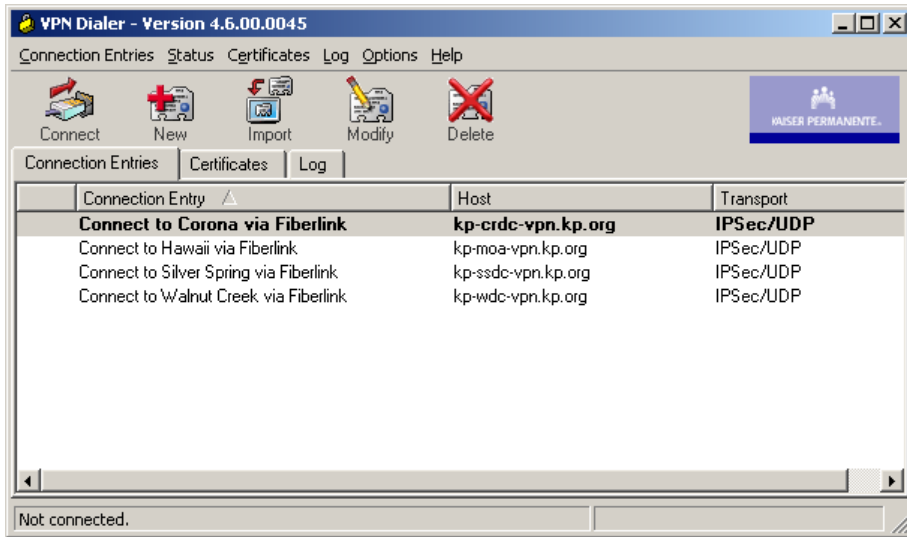 VPN Dialer - Version 4.6.00.0045
Connection Entries Status Certificates Log Options Help
Connect New Import Modify Delete
KAISER PERMANENTE®
Connection Entries Certificates Log
Connection Entry Host Transport
Connect to Corona via Fiberlink kp-crdc-vpn.kp.org IPSec/UDP
Connect to Hawaii via Fiberlink kp-moa-vpn.kp.org IPSec/UDP
Connect to Silver Spring via Fiberlink kp-ssdc-vpn.kp.org IPSec/UDP
Connect to Walnut Creek via Fiberlink kp-wdc-vpn.kp.org IPSec/UDP
Not connected.